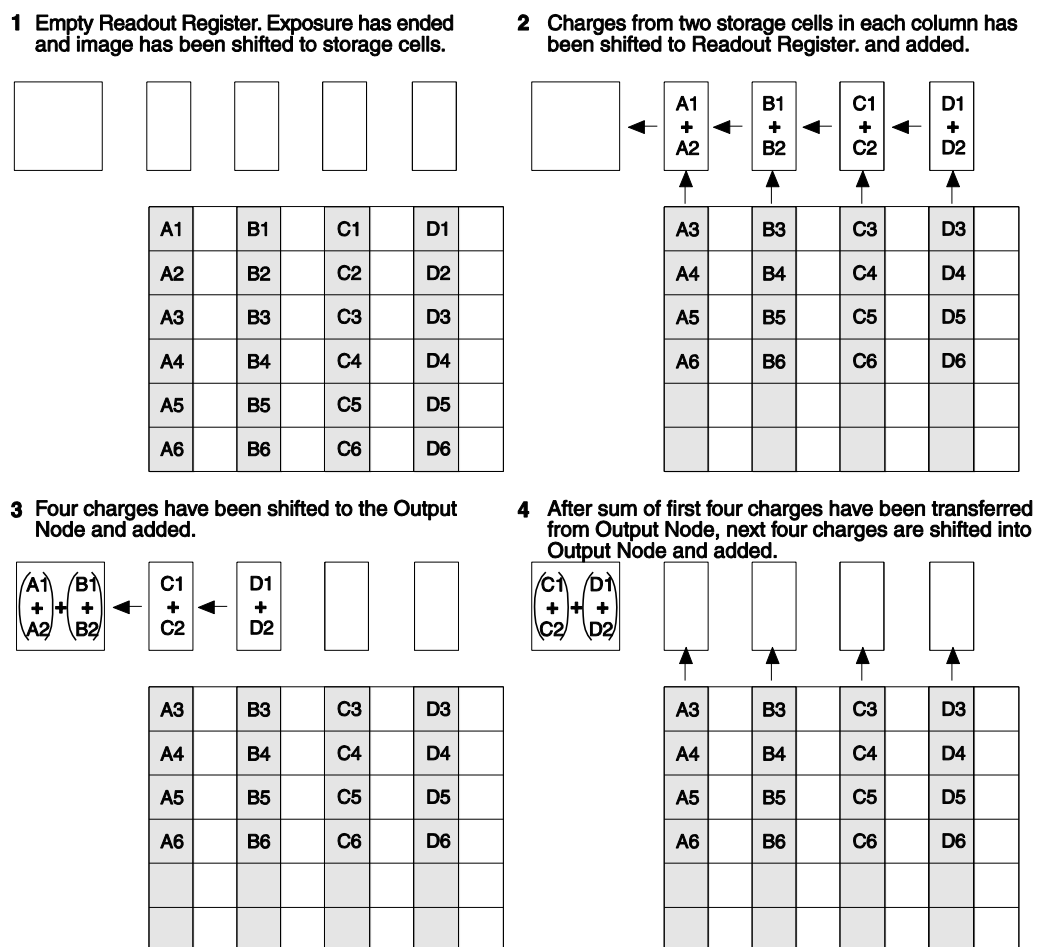 1 Empty Readout Register. Exposure has ended
and image has been shifted to storage cells.
A1 B1 C1 D1
A2 B2 C2 D2
A3 B3 C3 D3
A4 B4 C4 D4
A5 B5 C5 D5
A6 B6 C6 D6
2 Charges from two storage cells in each column has
been shifted to Readout Register. and added.
A1 B1 C1 D1
+ + + +
A2 B2 C2 D2
A3 B3 C3 D3
A4 B4 C4 D4
A5 B5 C5 D5
A6 B6 C6 D6
3 Four charges have been shifted to the Output
Node and added.
(A1) (B1) C1 D1
+ + + + +
(A2) (B2) C2 D2
A3 B3 C3 D3
A4 B4 C4 D4
A5 B5 C5 D5
A6 B6 C6 D6
4 After sum of first four charges have been transferred
from Output Node, next four charges are shifted into
Output Node and added.
(C1) (D1)
+ + +
(C2) (D2)
A3 B3 C3 D3
A4 B4 C4 D4
A5 B5 C5 D5
A6 B6 C6 D6